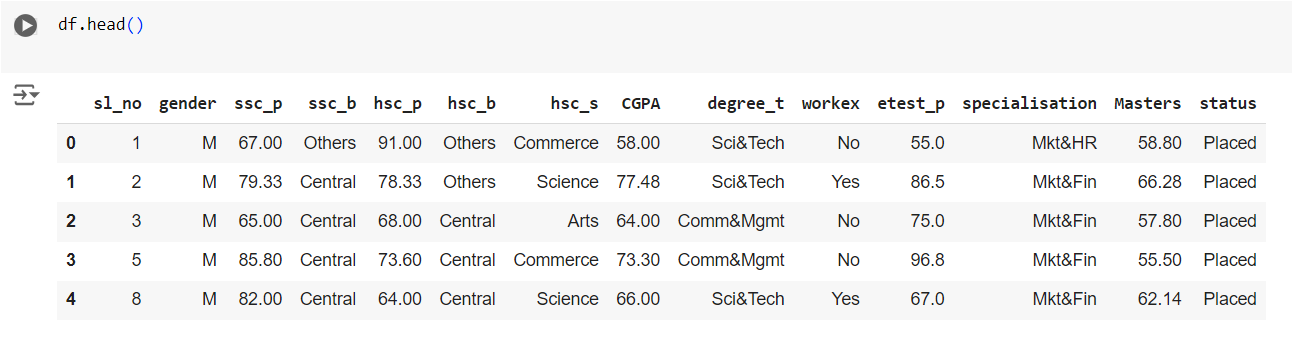 df.head()
sl_no gender ssc_p ssc_b hsc_p hsc_b hsc_s CGPA degree_t workex etest_p specialisation Masters status
0 1 M 67.00 Others 91.00 Others Commerce 58.00 Sci&Tech No 55.0 Mkt&HR 58.80 Placed
1 2 M 79.33 Central 78.33 Others Science 77.48 Sci&Tech Yes 86.5 Mkt&Fin 66.28 Placed
2 3 M 65.00 Central 68.00 Central Arts 64.00 Comm&Mgmt No 75.0 Mkt&Fin 57.80 Placed
3 5 M 85.80 Central 73.60 Central Commerce 73.30 Comm&Mgmt No 96.8 Mkt&Fin 55.50 Placed
4 8 M 82.00 Central 64.00 Central Science 66.00 Sci&Tech Yes 67.0 Mkt&Fin 62.14 Placed